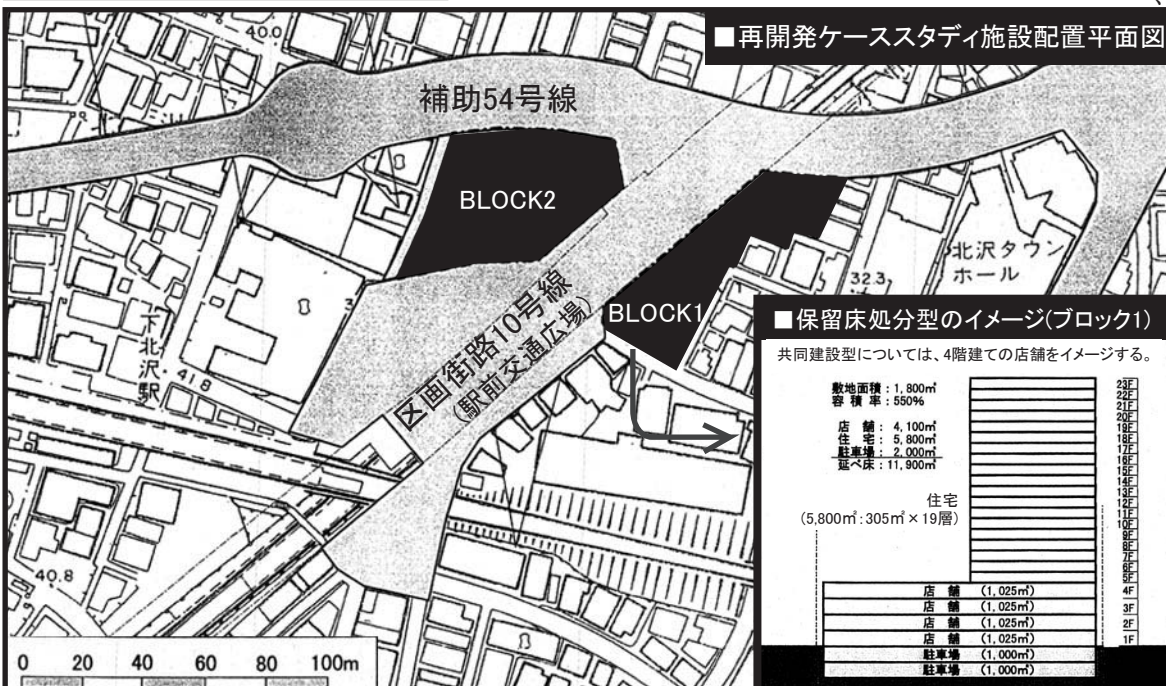 ■再開発ケーススタディ施設配置平面図
40.0
補助54号線
BLOCK2
北沢タウン
ホール
32.3
区画街路10号線
(駅前交通広場)
BLOCK1
下北沢駅
41.8
40.8
0 20 40 60 80 100m
■保留床処分型のイメージ(ブロック1)
共同建設型については、4階建ての店舗をイメージする。
敷地面積：1,800㎡
容積率：550%
店舗：4,100㎡
住宅：5,800㎡
駐車場：2,000㎡
延べ床：11,900㎡
住宅
(5,800㎡:305㎡×19層)
23F
22F
21F
20F
19F
18F
17F
16F
15F
14F
13F
12F
11F
10F
9F
8F
7F
6F
5F
店舗 (1,025㎡) 4F
店舗 (1,025㎡) 3F
店舗 (1,025㎡) 2F
店舗 (1,025㎡) 1F
駐車場 (1,000㎡)
駐車場 (1,000㎡)